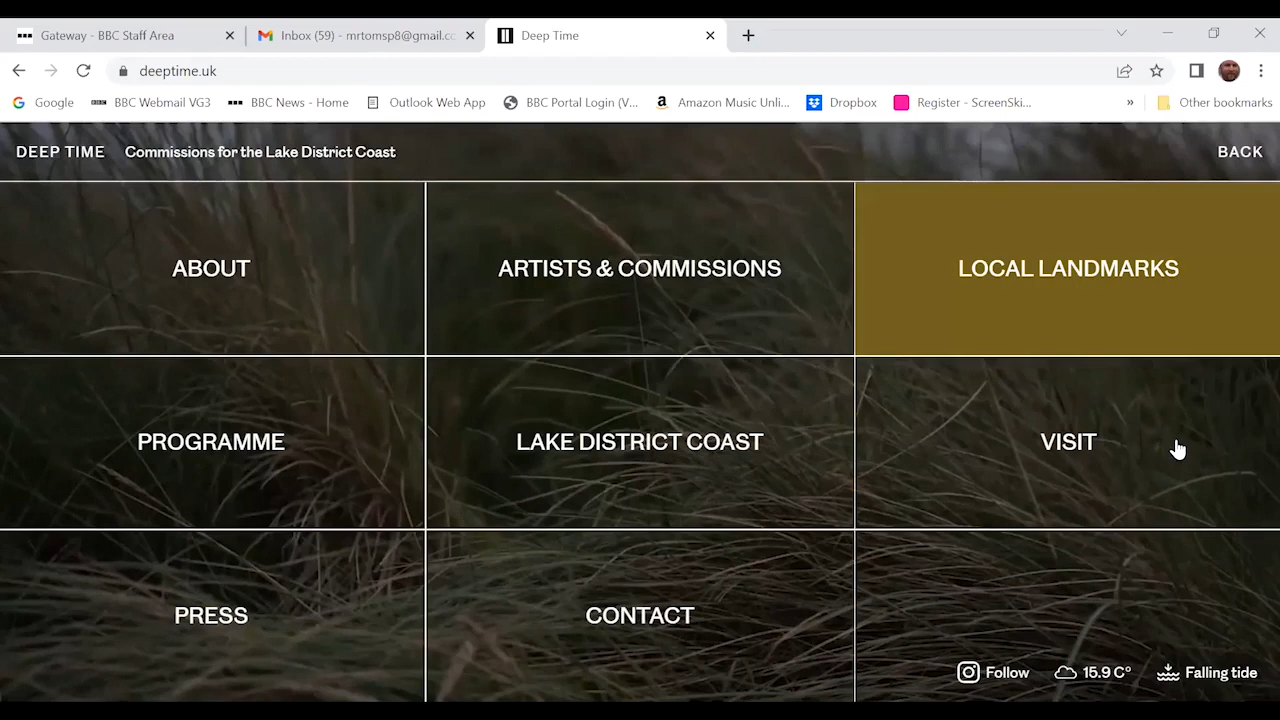 Gateway - BBC Staff Area
Inbox (59) - mrtomsp8@gmail.cc
Deep Time
deeptime.uk
Google
BBC Webmail VG3
BBC News - Home
Outlook Web App
BBC Portal Login (V...
Amazon Music Unli...
Dropbox
Register - ScreenSki...
»
Other bookmarks
DEEP TIME
Commissions for the Lake District Coast
BACK
ABOUT
ARTISTS & COMMISSIONS
LOCAL LANDMARKS
PROGRAMME
LAKE DISTRICT COAST
VISIT
PRESS
CONTACT
Follow
15.9 C°
Falling tide